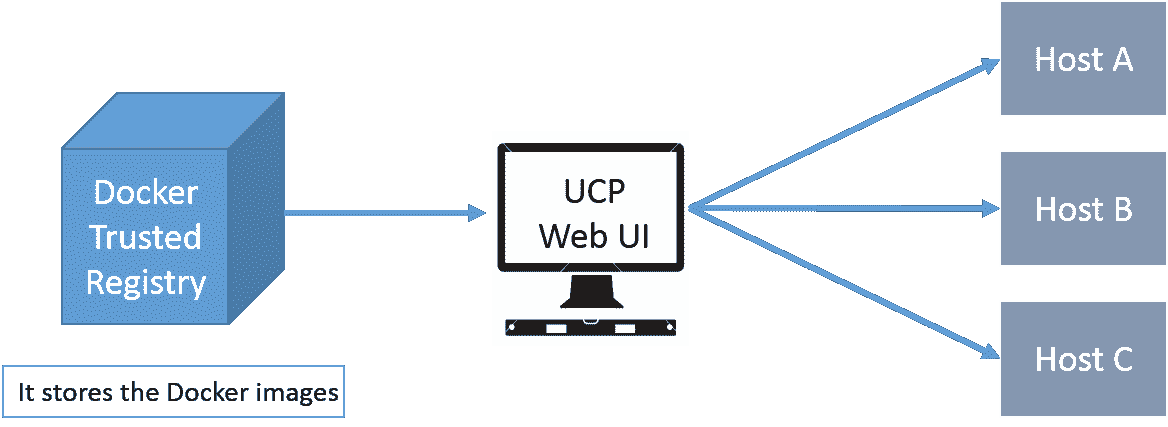 Docker
Trusted
Registry
It stores the Docker images
UCP
Web UI
Host A
Host B
Host C